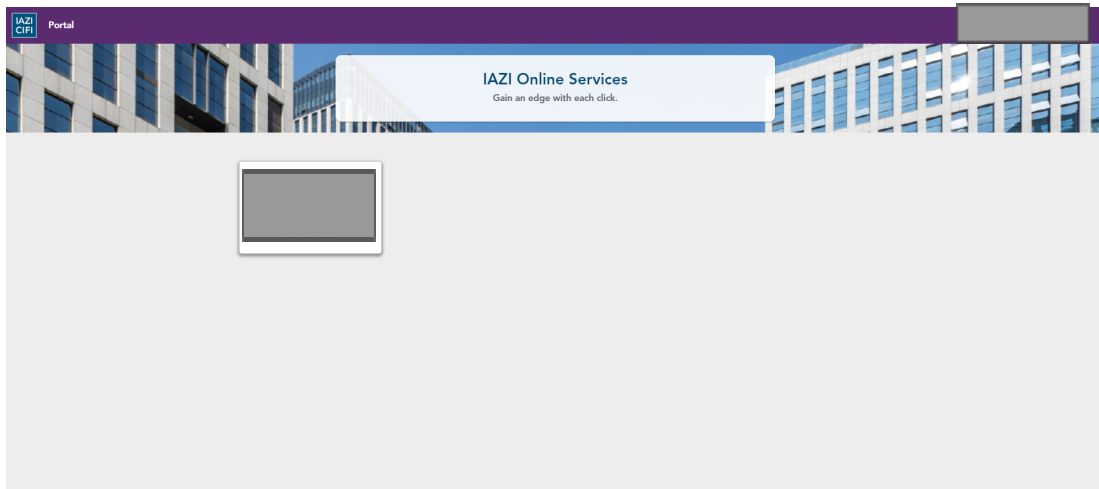 IAZI
CIFI
Portal
IAZI Online Services
Gain an edge with each click.